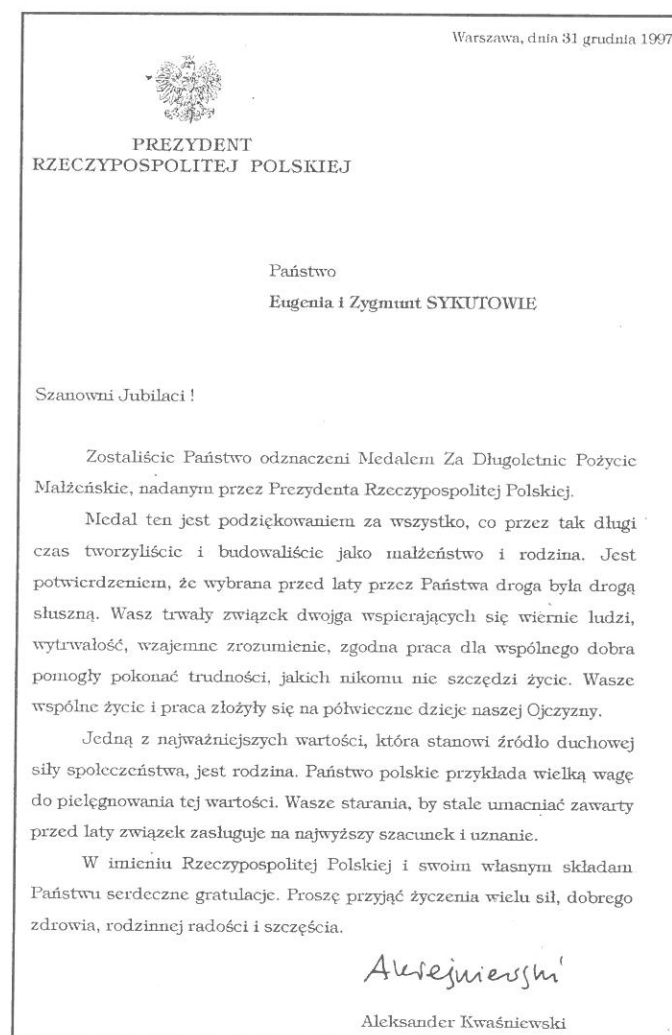 Warszawa, dnia 31 grudnia 1997
PREZYDENT
RZECZYPOSPOLITEJ POLSKIEJ
Państwo
Eugenia i Zygmunt SYKUTOWIE
Szanowni Jubilaci !
Zostaliście Państwo odznaczeni Medalem Za Długoletnie Pożycie
Małżeńskie, nadanym przez Prezydenta Rzeczypospolitej Polskiej.
Medal ten jest podziękowaniem za wszystko, co przez tak długi
czas tworzyliście i budowaliście jako małżeństwo i rodzina. Jest
potwierdzeniem, że wybrana przed laty przez Państwa droga była drogą
słuszną. Wasz trwały związek dwojga wspierających się wiernie ludzi,
wytrwałość, wzajemne zrozumienie, zgodna praca dla wspólnego dobra
pomogły pokonać trudności, jakich nikomu nie szczędzi życie. Wasze
wspólne życie i praca złożyły się na półwieczne dzieje naszej Ojczyzny.
Jedną z najważniejszych wartości, która stanowi źródło duchowej
siły społeczeństwa, jest rodzina. Państwo polskie przykłada wielką wagę
do pielęgnowania tej wartości. Wasze starania, by stale umacniać zawarty
przed laty związek zasługuje na najwyższy szacunek i uznanie.
W imieniu Rzeczypospolitej Polskiej i swoim własnym składam
Państwu serdeczne gratulacje. Proszę przyjąć życzenia wielu sił, dobrego
zdrowia, rodzinnej radości i szczęścia.
Aleksander Kwaśniewski